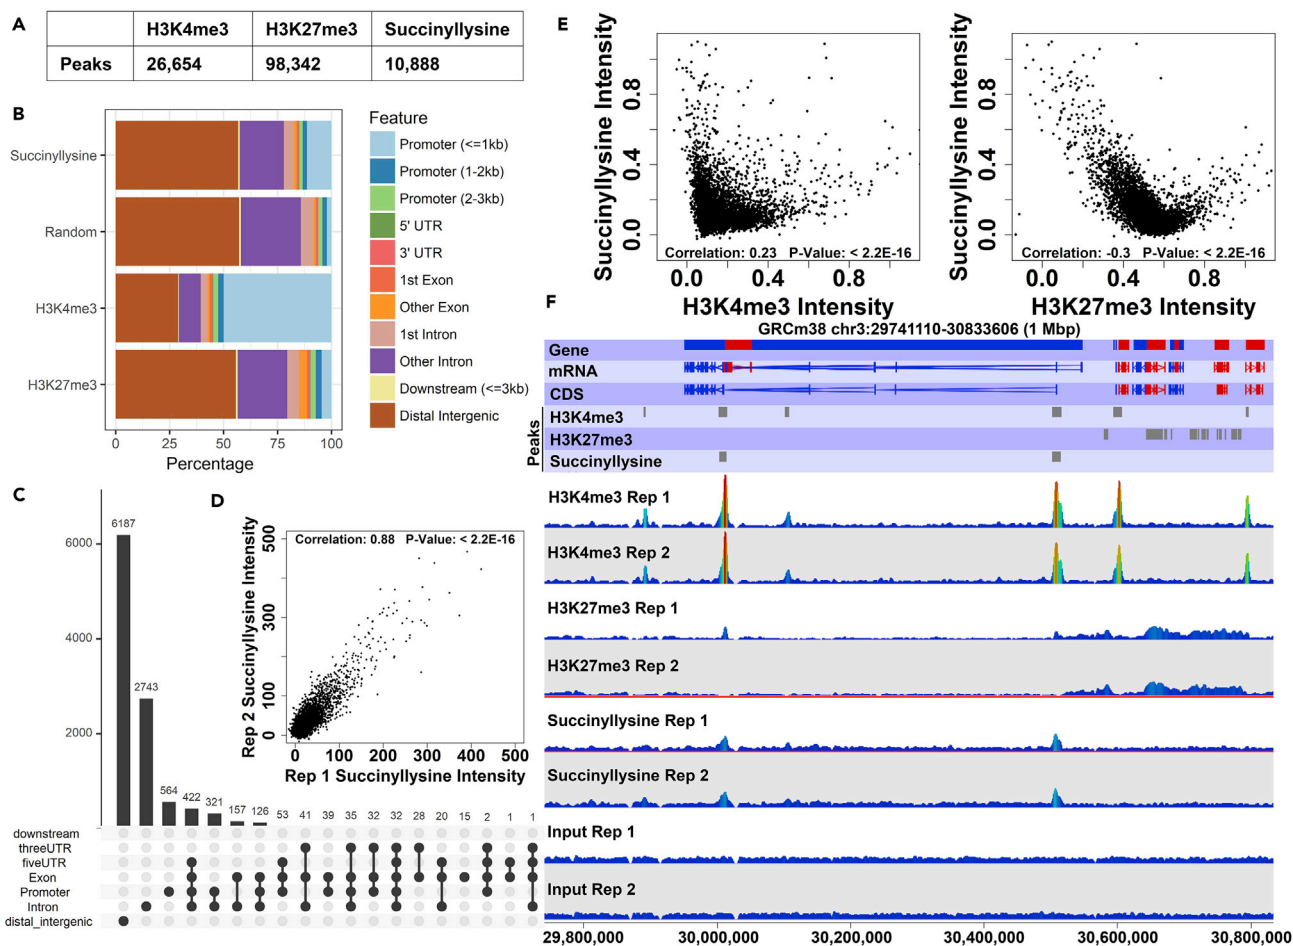 A
H3K4me3 H3K27me3 Succinyllysine
Peaks 26,654 98,342 10,888
B
Succinyllysine
Random
H3K4me3
H3K27me3
0 25 50 75 100
Percentage
Feature
Promoter (<=1kb)
Promoter (1-2kb)
Promoter (2-3kb)
5' UTR
3' UTR
1st Exon
Other Exon
1st Intron
Other Intron
Downstream (<=3kb)
Distal Intergenic
C
6000
4000
2000
6187
2743
564 422 321 157 126 53 41 39 35 32 32 28 20 15 2 1 1
downstream
threeUTR
fiveUTR
Exon
Promoter
Intron
distal_intergenic
D
Rep 2 Succinyllysine Intensity
500
300
100
0
Correlation: 0.88 P-Value: < 2.2E-16
0 100 200 300 400 500
Rep 1 Succinyllysine Intensity
E
Succinyllysine Intensity
0.8
0.4
0.0
Correlation: 0.23 P-Value: < 2.2E-16
0.0 0.4 0.8
H3K4me3 Intensity
Succinyllysine Intensity
0.8
0.4
0.0
Correlation: -0.3 P-Value: < 2.2E-16
0.0 0.4 0.8
H3K27me3 Intensity
F
GRCm38 chr3:29741110-30833606 (1 Mbp)
Gene
mRNA
CDS
Peaks
H3K4me3
H3K27me3
Succinyllysine
H3K4me3 Rep 1
H3K4me3 Rep 2
H3K27me3 Rep 1
H3K27me3 Rep 2
Succinyllysine Rep 1
Succinyllysine Rep 2
Input Rep 1
Input Rep 2
29,800,000 30,000,000 30,200,000 30,400,000 30,600,000 30,800,000